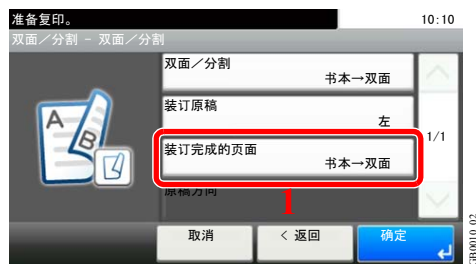 准备复印。
10:10
双面／分割 - 双面／分割
双面／分割
书本→双面
装订原稿
左
1/1
装订完成的页面
书本→双面
原稿方向
1
取消
< 返回
确定
A
B